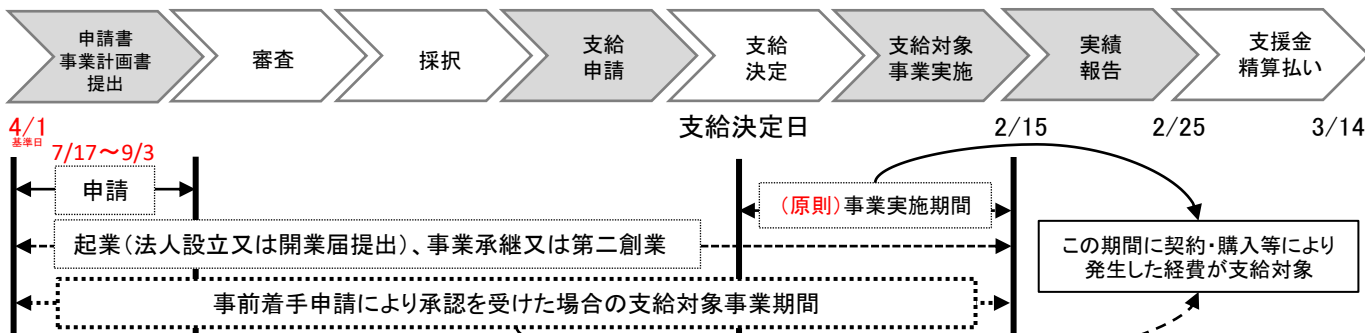 申請書
事業計画書
提出
審査
採択
支給
申請
支給
決定
支給対象
事業実施
実績
報告
支援金
精算払い
4/1
基準日
支給決定日
2/15
2/25
3/14
7/17～9/3
申請
(原則)事業実施期間
起業(法人設立又は開業届提出)、事業承継又は第二創業
この期間に契約・購入等により
発生した経費が支給対象
事前着手申請により承認を受けた場合の支給対象事業期間